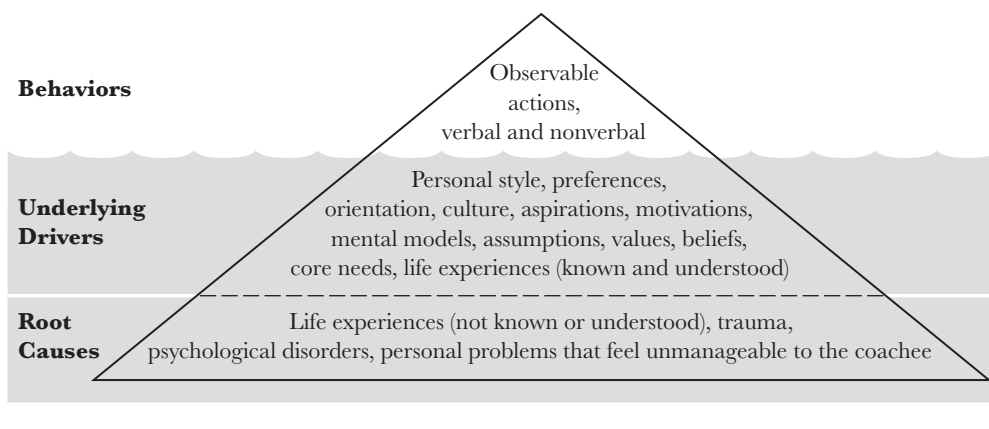 Behaviors
Observable
actions,
verbal and nonverbal
Underlying
Drivers
Personal style, preferences,
orientation, culture, aspirations, motivations,
mental models, assumptions, values, beliefs,
core needs, life experiences (known and understood)
Root
Causes
Life experiences (not known or understood), trauma,
psychological disorders, personal problems that feel unmanageable to the coachee